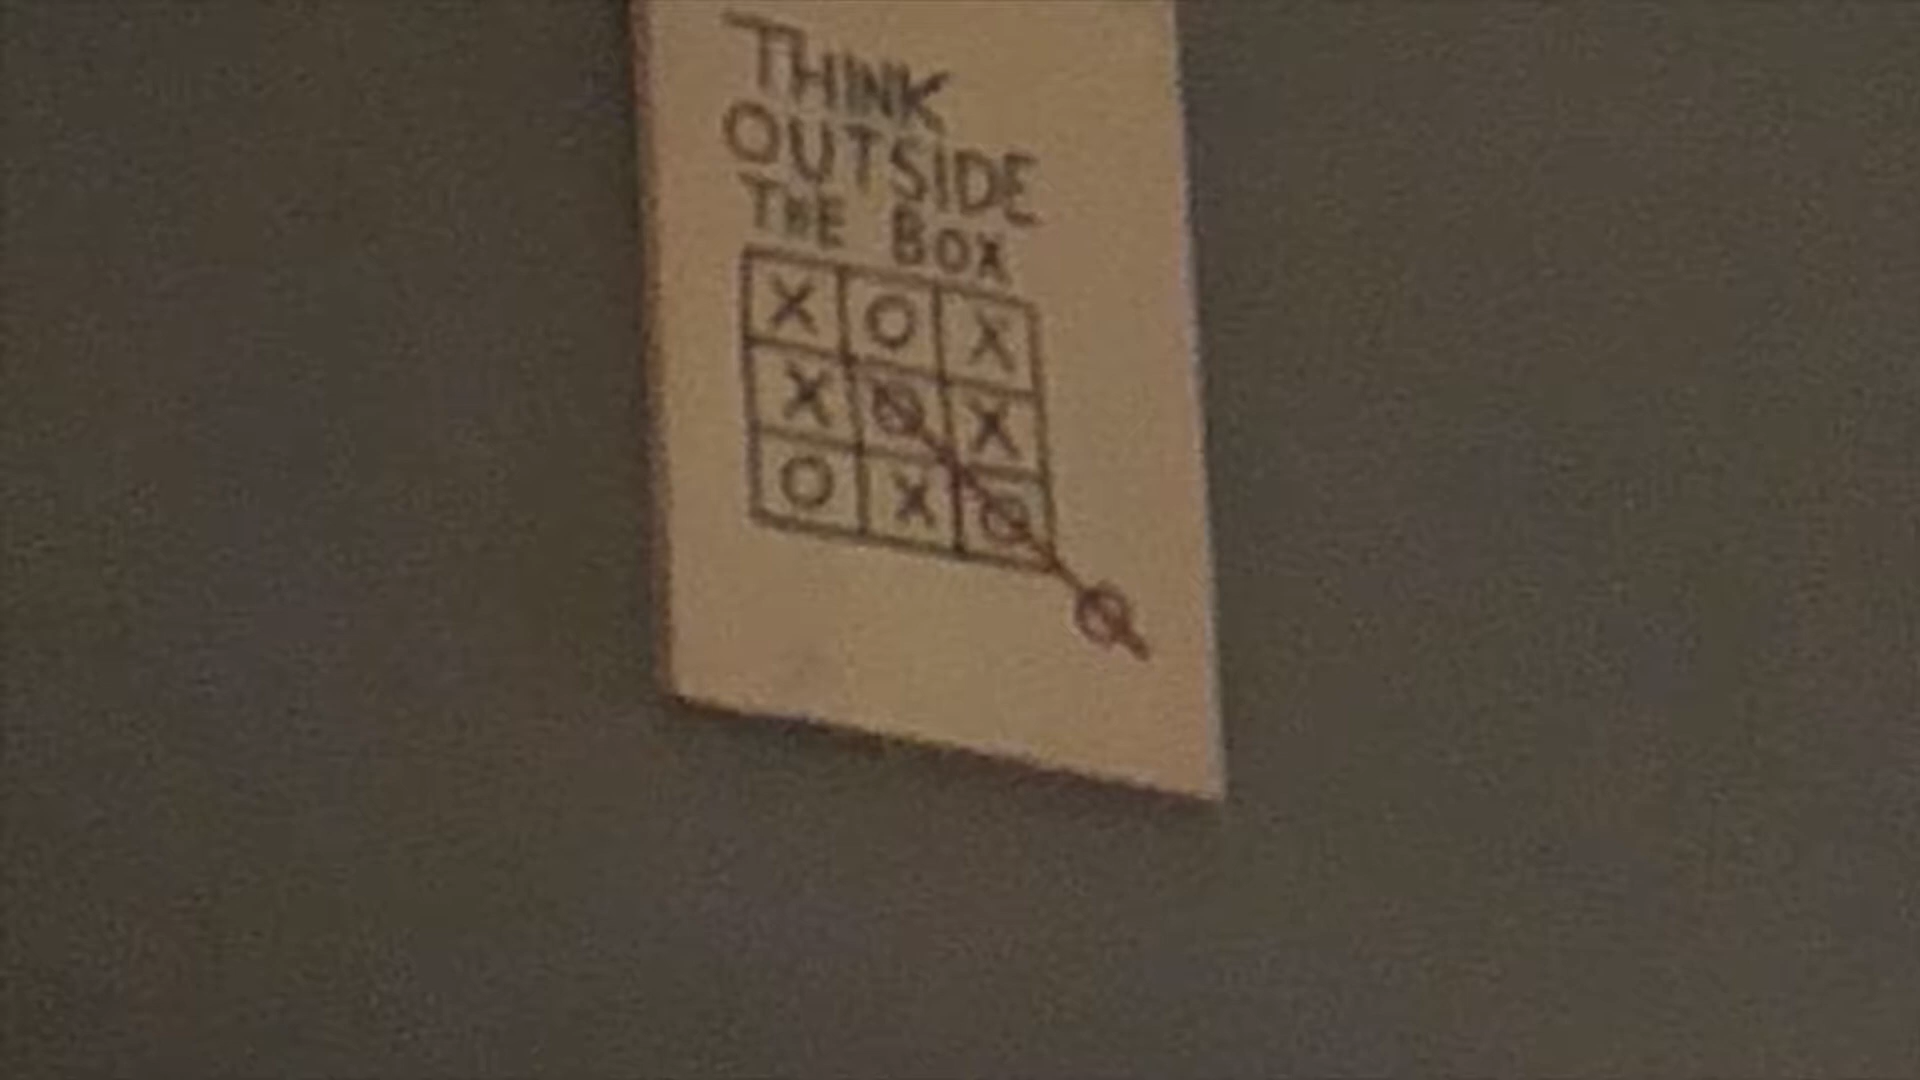 THINK
OUTSIDE
THE BOX
X O X
X O X
O X O
O